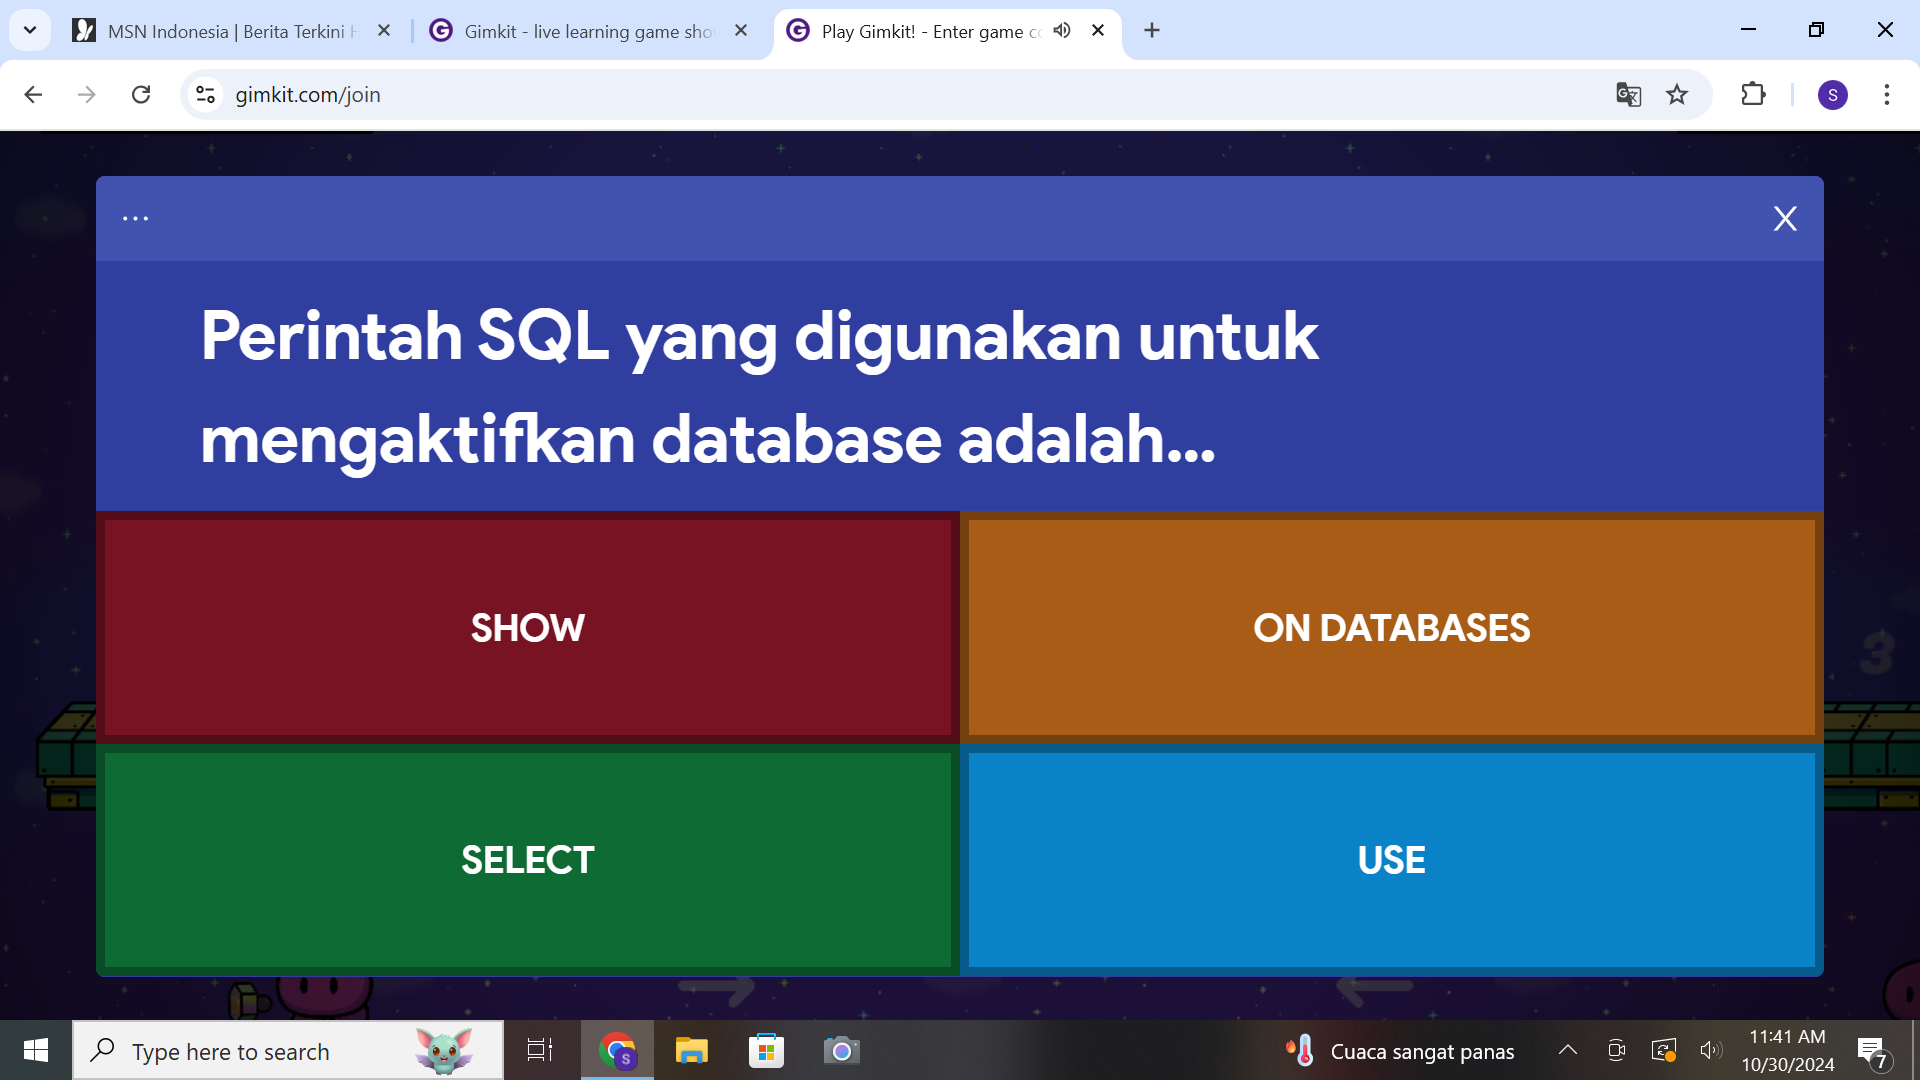 MSN Indonesia | Berita Terkini H
Gimkit - live learning game sho
Play Gimkit! - Enter game co
gimkit.com/join
S
...
X
Perintah SQL yang digunakan untuk
mengaktifkan database adalah...
SHOW
ON DATABASES
SELECT
USE
3
Type here to search
S
Cuaca sangat panas
11:41 AM
10/30/2024
7